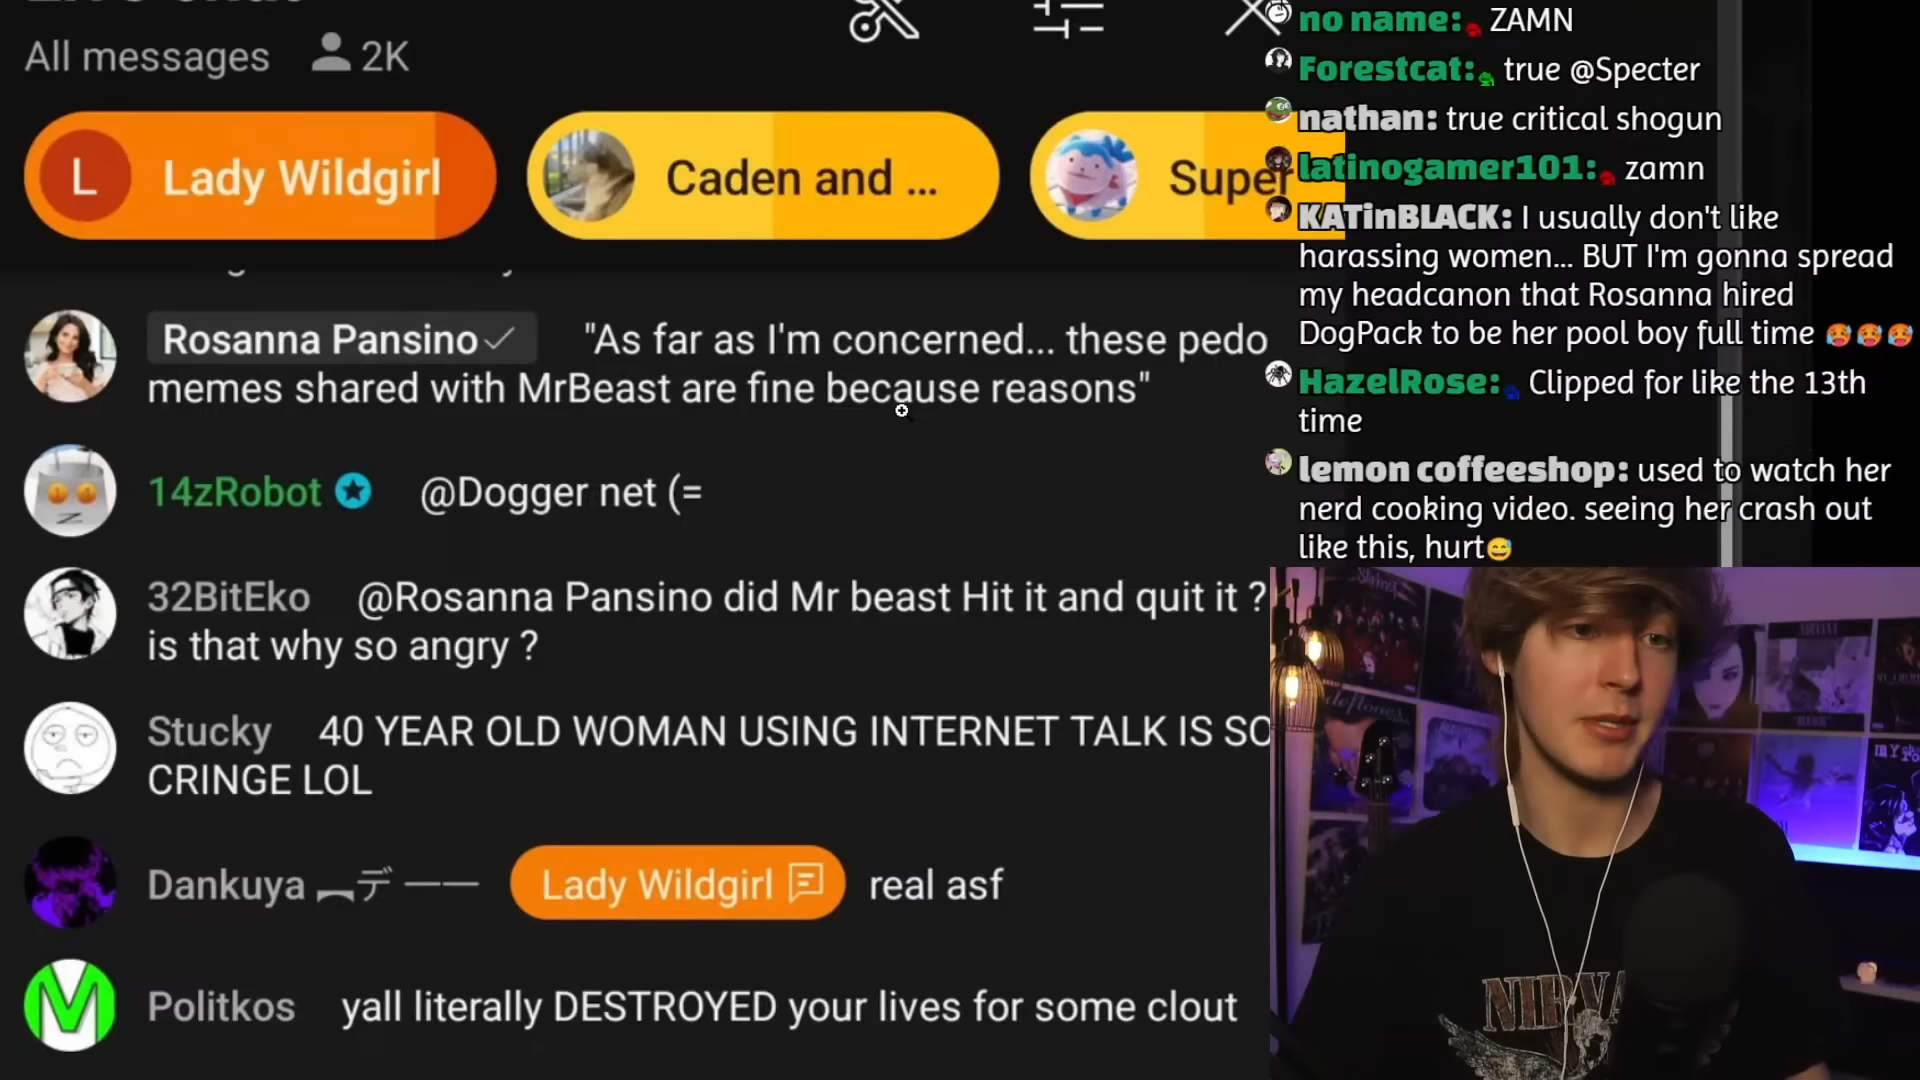 All messages 2K
L Lady Wildgirl
Caden and ...
Super
Rosanna Pansino "As far as I'm concerned... these pedo
memes shared with MrBeast are fine because reasons"
14zRobot @Dogger net (=
32BitEko @Rosanna Pansino did Mr beast Hit it and quit it ?
is that why so angry ?
Stucky 40 YEAR OLD WOMAN USING INTERNET TALK IS SO
CRINGE LOL
Dankuya ︻デ 一一 Lady Wildgirl real asf
Politkos yall literally DESTROYED your lives for some clout
no name: ZAMN
Forestcat: true @Specter
nathan: true critical shogun
latinogamer101: zamn
KATinBLACK: I usually don't like
harassing women... BUT I'm gonna spread
my headcanon that Rosanna hired
DogPack to be her pool boy full time 🥵🥵🥵
HazelRose: Clipped for like the 13th
time
lemon coffeeshop: used to watch her
nerd cooking video. seeing her crash out
like this, hurt😅
deftones